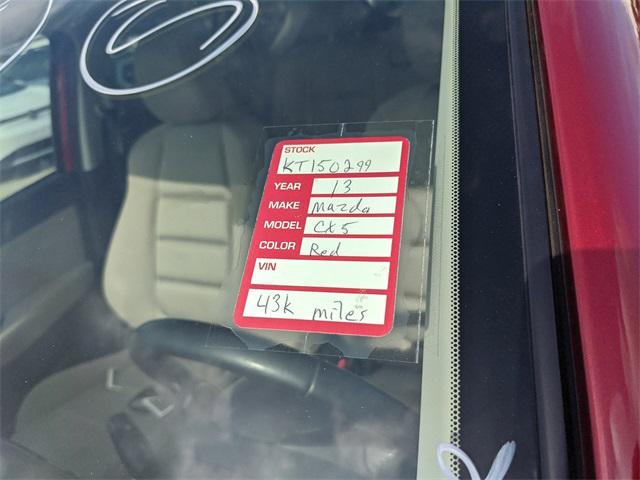 STOCK
KT150299
YEAR 13
MAKE Mazda
MODEL CX5
COLOR Red
VIN
43K miles